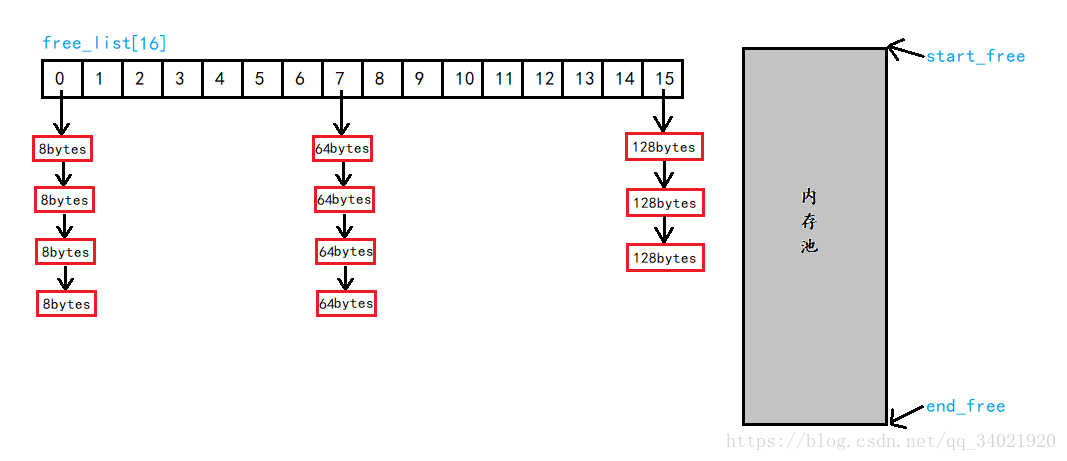 free_list[16]
0 1 2 3 4 5 6 7 8 9 10 11 12 13 14 15
start_free
8bytes 64bytes 128bytes
8bytes 64bytes 128bytes
内
存
池
8bytes 64bytes 128bytes
8bytes 64bytes
end_free
https://blog.csdn.net/qq_34021920